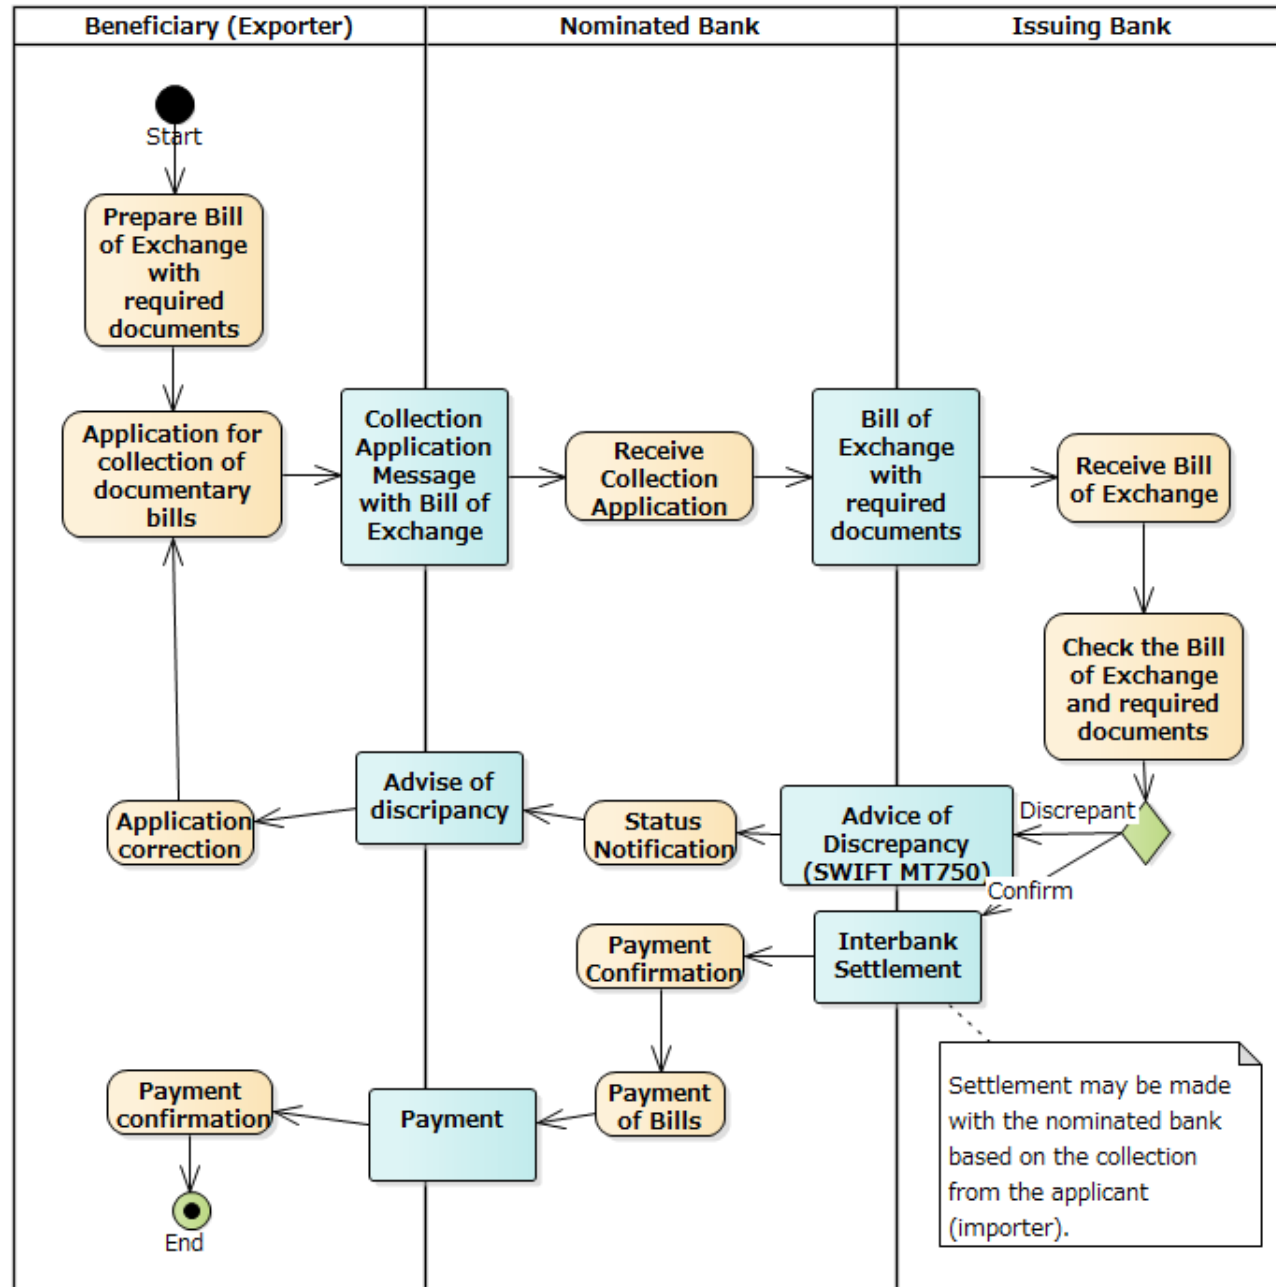 Beneficiary (Exporter)
Nominated Bank
Issuing Bank
Start
Prepare Bill
of Exchange
with
required
documents
Application for
collection of
documentary
bills
Collection
Application
Message
with Bill of
Exchange
Receive
Collection
Application
Bill of
Exchange
with
required
documents
Receive Bill
of Exchange
Check the Bill
of Exchange
and required
documents
Discrepant
Confirm
Advice of
Discrepancy
(SWIFT MT750)
Status
Notification
Advise of
discripancy
Application
correction
Interbank
Settlement
Payment
Confirmation
Payment
of Bills
Payment
Payment
confirmation
End
Settlement may be made
with the nominated bank
based on the collection
from the applicant
(importer).